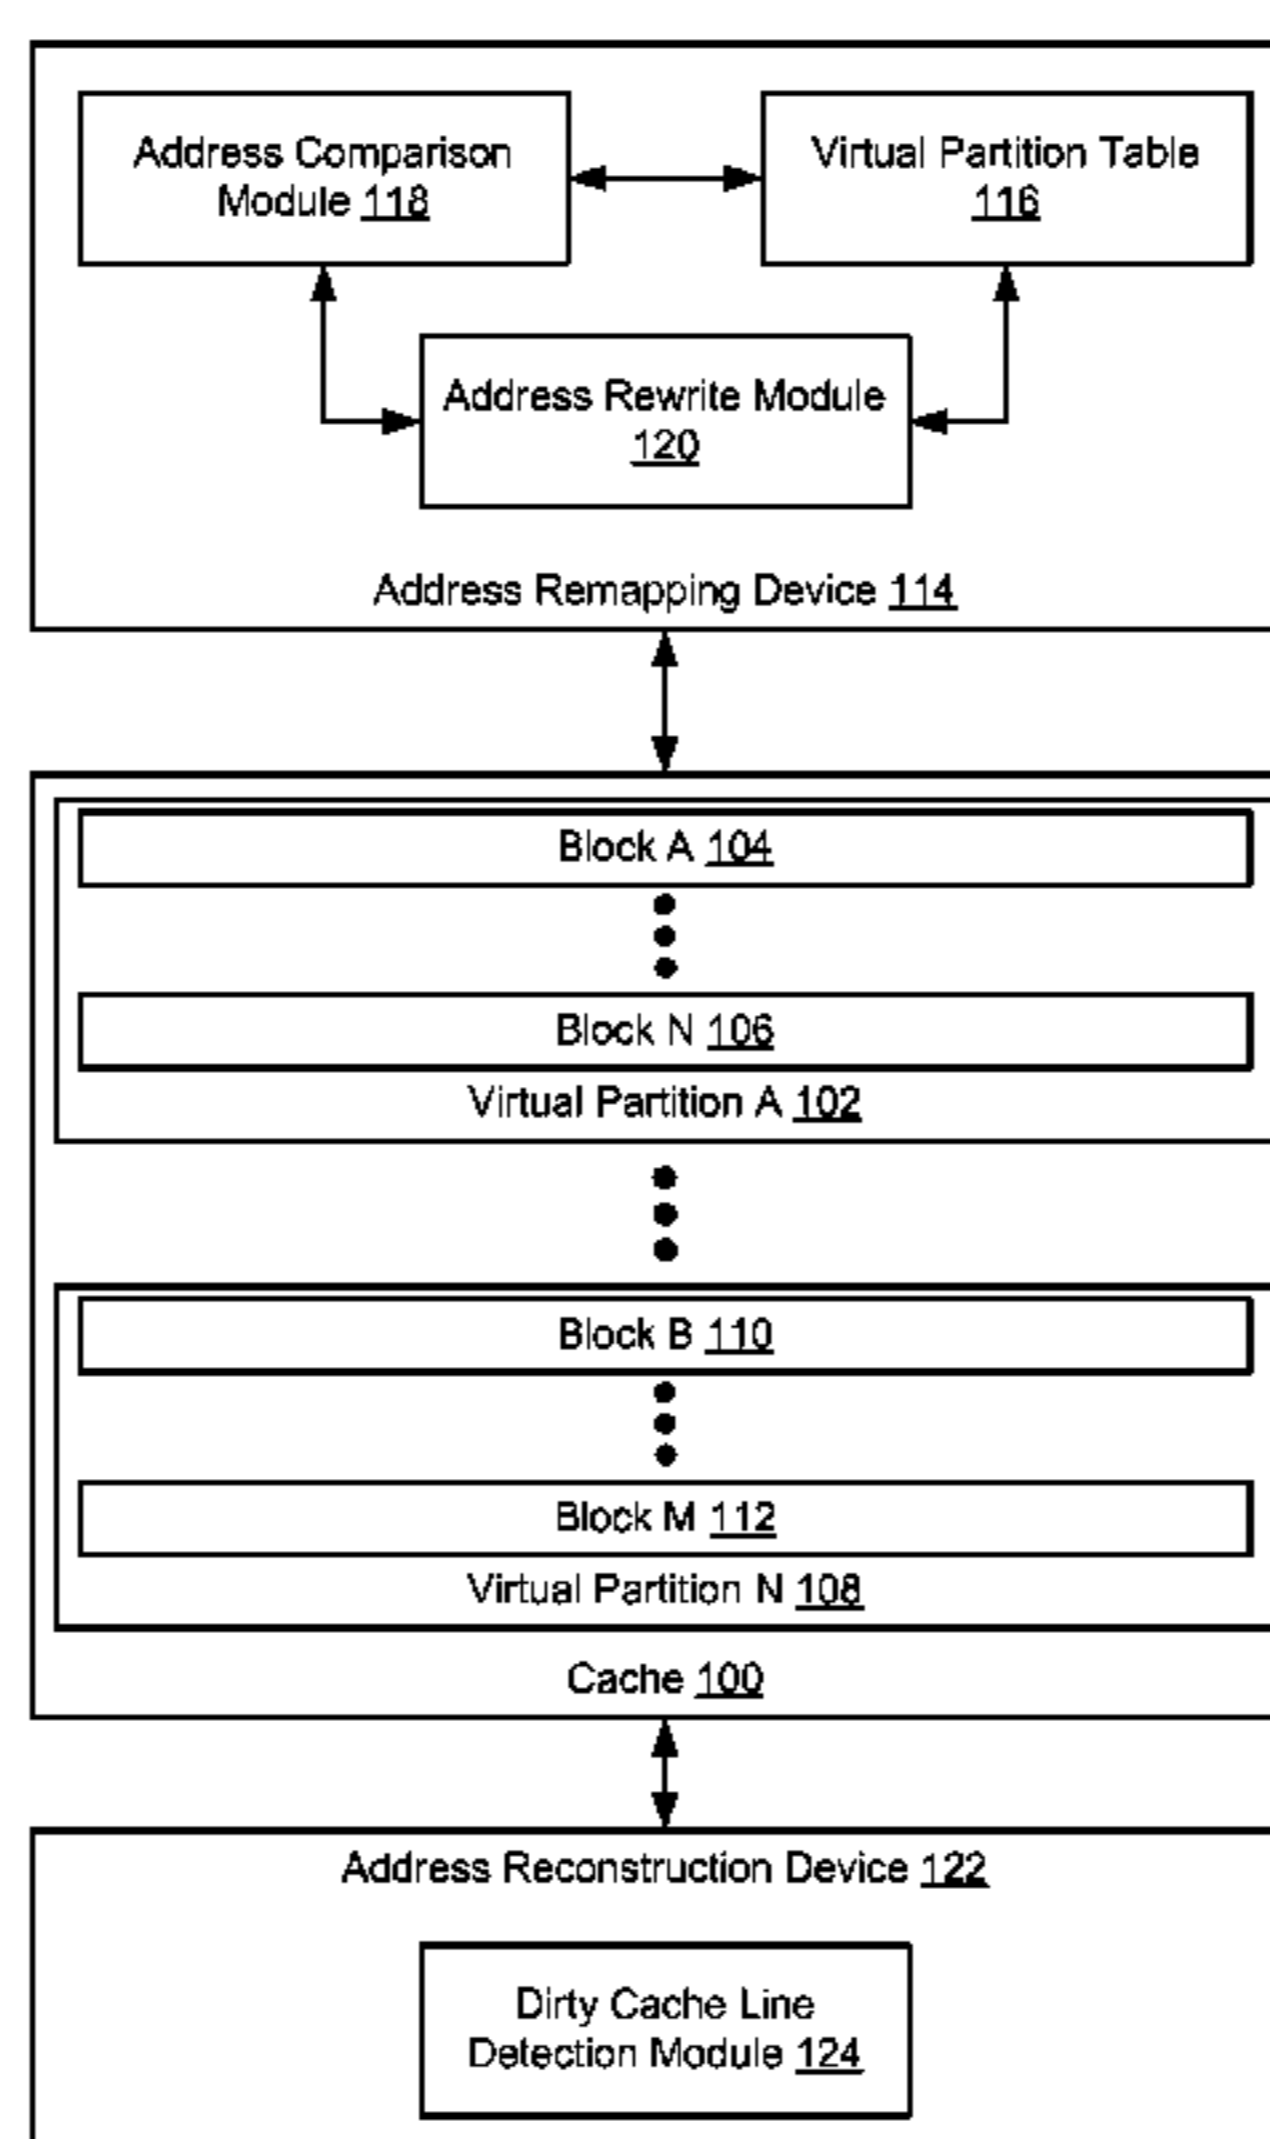 Address Comparison
Module 118
Virtual Partition Table
116
Address Rewrite Module
120
Address Remapping Device 114
Block A 104
Block N 106
Virtual Partition A 102
Block B 110
Block M 112
Virtual Partition N 108
Cache 100
Address Reconstruction Device 122
Dirty Cache Line
Detection Module 124